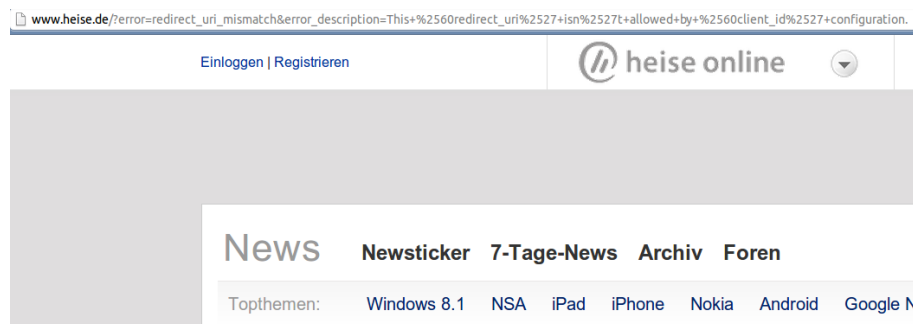 www.heise.de/?error=redirect_uri_mismatch&error_description=This+%2560redirect_uri%2527+isn%2527t+allowed+by+%2560client_id%2527+configuration.
Einloggen | Registrieren
heise online
News Newsticker 7-Tage-News Archiv Foren
Topthemen: Windows 8.1 NSA iPad iPhone Nokia Android Google N